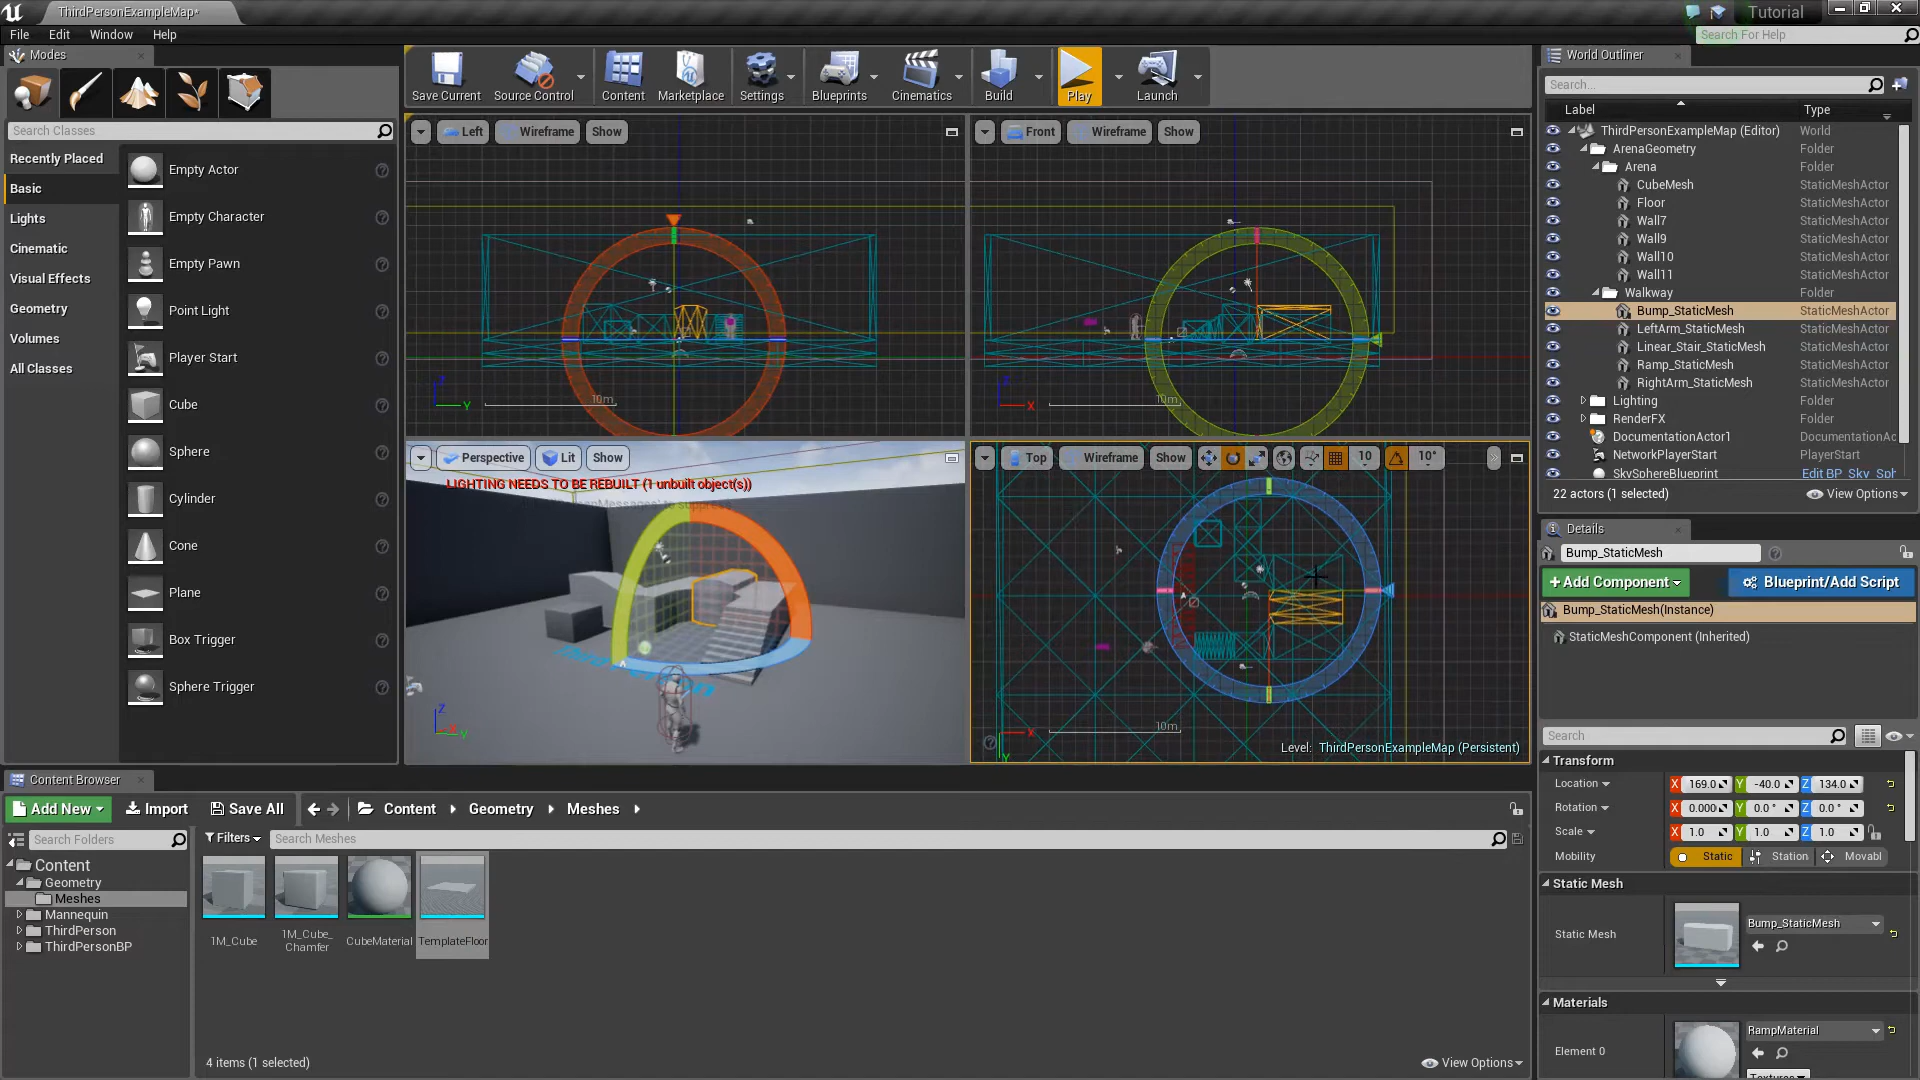 ThirdPersonExampleMap*
Tutorial
File Edit Window Help
Search For Help
Modes
Search Classes
Recently Placed
Basic
Lights
Cinematic
Visual Effects
Geometry
Volumes
All Classes
Empty Actor
Empty Character
Empty Pawn
Point Light
Player Start
Cube
Sphere
Cylinder
Cone
Plane
Box Trigger
Sphere Trigger
Save Current
Source Control
Content
Marketplace
Settings
Blueprints
Cinematics
Build
Play
Launch
Left Wireframe Show
10m
Z
Y
Front Wireframe Show
10m
Z
X
Perspective Lit Show
LIGHTING NEEDS TO BE REBUILT (1 unbuilt object(s))
Z
Y
Top Wireframe Show 10 10°
10m
X
Y
Level: ThirdPersonExampleMap (Persistent)
World Outliner
Search...
Label Type
ThirdPersonExampleMap (Editor) World
ArenaGeometry Folder
Arena Folder
CubeMesh StaticMeshActor
Floor StaticMeshActor
Wall7 StaticMeshActor
Wall9 StaticMeshActor
Wall10 StaticMeshActor
Wall11 StaticMeshActor
Walkway Folder
Bump_StaticMesh StaticMeshActor
LeftArm_StaticMesh StaticMeshActor
Linear_Stair_StaticMesh StaticMeshActor
Ramp_StaticMesh StaticMeshActor
RightArm_StaticMesh StaticMeshActor
Lighting Folder
RenderFX Folder
DocumentationActor1 DocumentationAc
NetworkPlayerStart PlayerStart
SkySphereBlueprint Edit BP_Sky_Sph
22 actors (1 selected)
View Options
Details
Bump_StaticMesh
+Add Component
Blueprint/Add Script
Bump_StaticMesh(Instance)
StaticMeshComponent (Inherited)
Search
Transform
Location X 169.0 Y -40.0 Z 134.0
Rotation X 0.000 Y 0.0 ° Z 0.0 °
Scale X 1.0 Y 1.0 Z 1.0
Mobility Static Station Movabl
Static Mesh
Static Mesh
Bump_StaticMesh
Materials
Element 0
RampMaterial
Content Browser
Add New Import Save All Content Geometry Meshes
Search Folders
Content
Geometry
Meshes
Mannequin
ThirdPerson
ThirdPersonBP
Filters
Search Meshes
1M_Cube
1M_Cube_
Chamfer
CubeMaterial
TemplateFloor
4 items (1 selected)
View Options